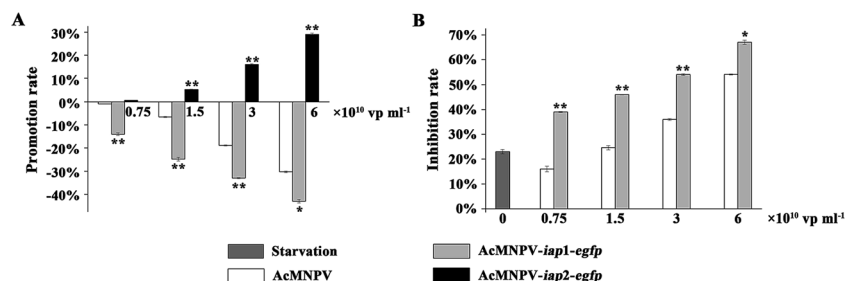 A
Promotion rate
30%
20%
10%
0%
-10%
-20%
-30%
-40%
** ** **
** ** ** *
0.75 1.5 3 6 ×10¹⁰ vp ml⁻¹
B
Inhibition rate
70%
60%
50%
40%
30%
20%
10%
0%
** ** ** *
0 0.75 1.5 3 6 ×10¹⁰ vp ml⁻¹
Starvation
AcMNPV
AcMNPV-iap1-egfp
AcMNPV-iap2-egfp